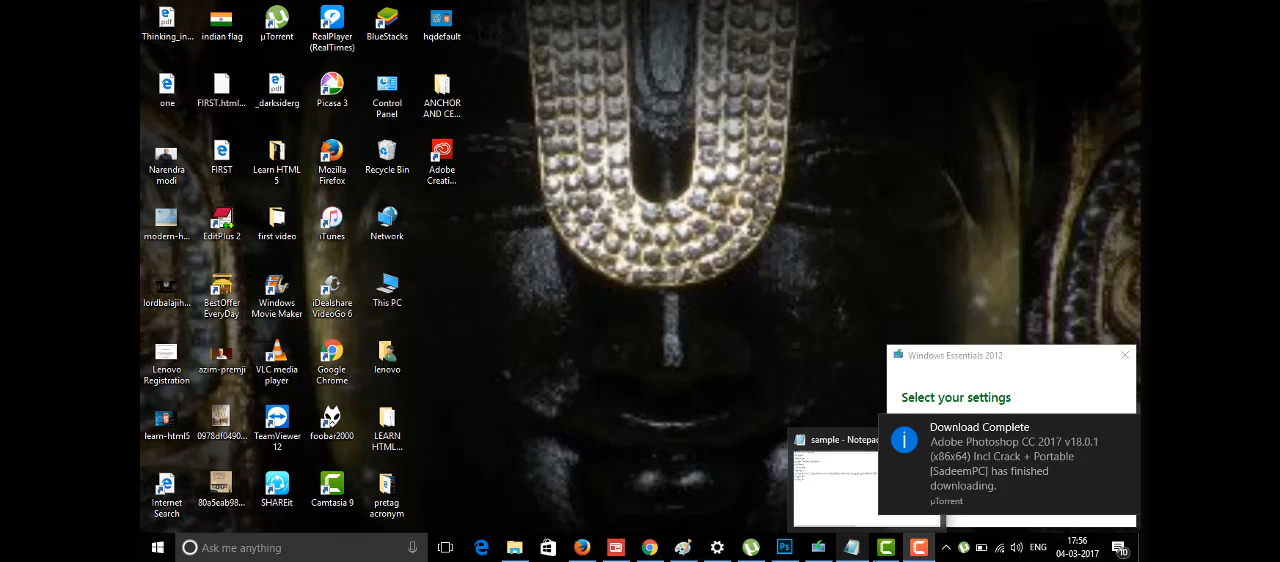 Thinking_in...
indian flag
µTorrent
RealPlayer
(RealTimes)
BlueStacks
hqdefault
one
FIRST.html...
_darksiderg
Picasa 3
Control
Panel
ANCHOR
AND CE...
Narendra
modi
FIRST
Learn HTML
5
Mozilla
Firefox
Recycle Bin
Adobe
Creati...
modern-h...
EditPlus 2
first video
iTunes
Network
lordbalajih...
BestOffer
EveryDay
Windows
Movie Maker
iDealshare
VideoGo 6
This PC
Lenovo
Registration
azim-premji
VLC media
player
Google
Chrome
lenovo
learn-html5
0978df0490...
TeamViewer
12
foobar2000
LEARN
HTML...
Internet
Search
80a5eab98...
SHAREit
Camtasia 9
pretag
acronym
Windows Essentials 2012
Select your settings
sample - Notepad
Download Complete
Adobe Photoshop CC 2017 v18.0.1
(x86x64) Incl Crack + Portable
[SadeemPC] has finished
downloading.
µTorrent
Ask me anything
ENG
17:56
04-03-2017
10